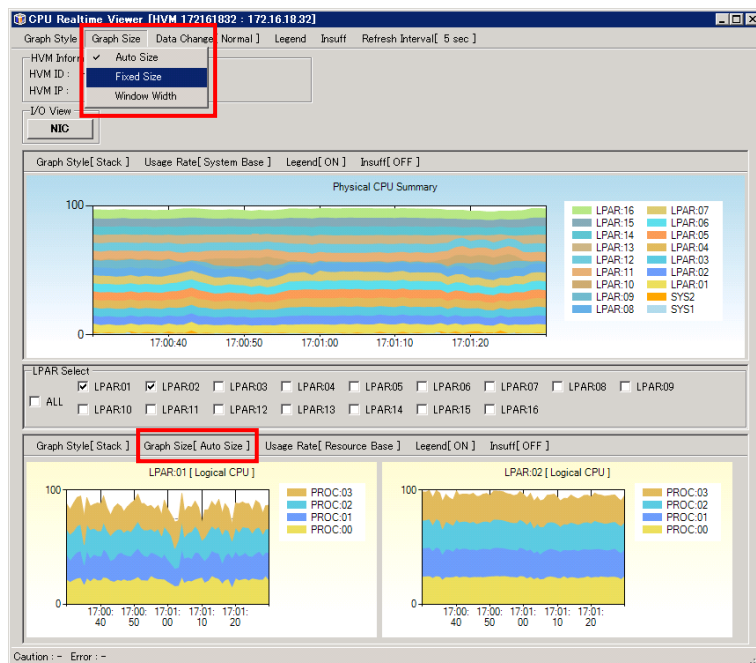 CPU Realtime Viewer [HVM 172161832 : 172.16.18.32]
Graph Style Graph Size Data Change Normal ] Legend Insuff Refresh Interval[ 5 sec ]
Auto Size
Fixed Size
Window Width
HVM Inform
HVM ID :
HVM IP :
I/O View
NIC
Graph Style[ Stack ] Usage Rate[ System Base ] Legend[ ON ] Insuff[ OFF ]
Physical CPU Summary
100
0
17:00:40 17:00:50 17:01:00 17:01:10 17:01:20
LPAR:16 LPAR:07
LPAR:15 LPAR:06
LPAR:14 LPAR:05
LPAR:13 LPAR:04
LPAR:12 LPAR:03
LPAR:11 LPAR:02
LPAR:10 LPAR:01
LPAR:09 SYS2
LPAR:08 SYS1
LPAR Select
ALL
LPAR01 LPAR02 LPAR03 LPAR04 LPAR05 LPAR06 LPAR07 LPAR08 LPAR09
LPAR10 LPAR11 LPAR12 LPAR13 LPAR14 LPAR15 LPAR16
Graph Style[ Stack ] Graph Size[ Auto Size ] Usage Rate[ Resource Base ] Legend[ ON ] Insuff[ OFF ]
LPAR:01 [ Logical CPU ]
100
0
17:00: 17:00: 17:01: 17:01: 17:01:
40 50 00 10 20
PROC:03
PROC:02
PROC:01
PROC:00
LPAR:02 [ Logical CPU ]
100
0
17:00: 17:00: 17:01: 17:01: 17:01:
40 50 00 10 20
PROC:03
PROC:02
PROC:01
PROC:00
Caution : - Error : -